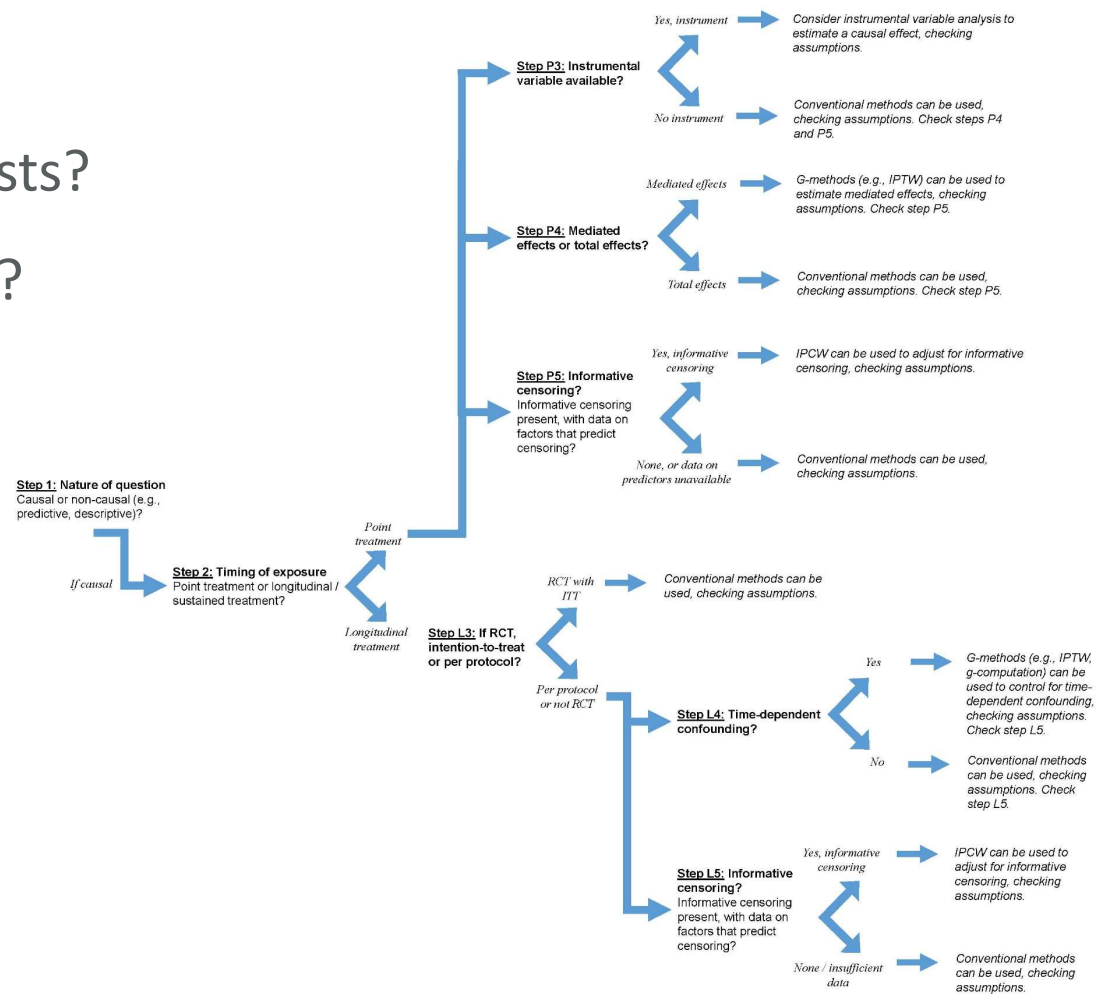 sts?
?
Step 1: Nature of question
Causal or non-causal (e.g.,
predictive, descriptive)?
If causal
Step 2: Timing of exposure
Point treatment or longitudinal /
sustained treatment?
Point
treatment
Longitudinal
treatment
Step P3: Instrumental
variable available?
Yes, instrument
Consider instrumental variable analysis to
estimate a causal effect, checking
assumptions.
No instrument
Conventional methods can be used,
checking assumptions. Check steps P4
and P5.
Step P4: Mediated
effects or total effects?
Mediated effects
G-methods (e.g., IPTW) can be used to
estimate mediated effects, checking
assumptions. Check step P5.
Total effects
Conventional methods can be used,
checking assumptions. Check step P5.
Step P5: Informative
censoring?
Informative censoring
present, with data on
factors that predict
censoring?
Yes, informative
censoring
IPCW can be used to adjust for informative
censoring, checking assumptions.
None, or data on
predictors unavailable
Conventional methods can be used,
checking assumptions.
Step L3: If RCT,
intention-to-treat
or per protocol?
RCT with
ITT
Conventional methods can be
used, checking assumptions.
Per protocol
or not RCT
Step L4: Time-dependent
confounding?
Yes
G-methods (e.g., IPTW,
g-computation) can be
used to control for time-
dependent confounding,
checking assumptions.
Check step L5.
No
Conventional methods
can be used, checking
assumptions. Check
step L5.
Step L5: Informative
censoring?
Informative censoring
present, with data on
factors that predict
censoring?
Yes, informative
censoring
IPCW can be used to
adjust for informative
censoring, checking
assumptions.
None / insufficient
data
Conventional methods
can be used, checking
assumptions.